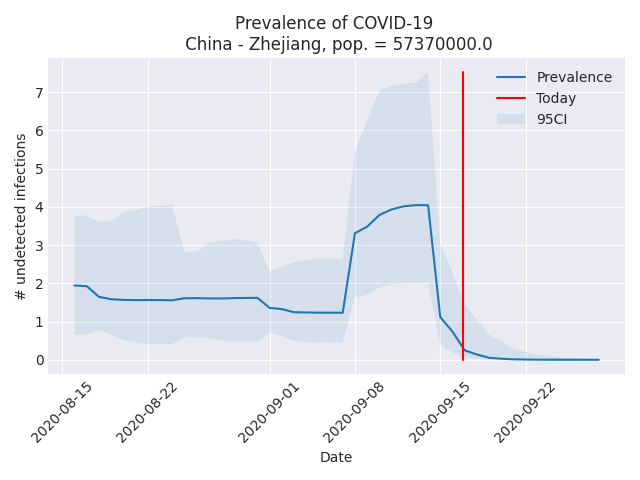 Prevalence of COVID-19
China - Zhejiang, pop. = 57370000.0
Prevalence
Today
95CI
# undetected infections
7
6
5
4
3
2
1
0
2020-08-15
2020-08-22
2020-09-01
2020-09-08
2020-09-15
2020-09-22
Date